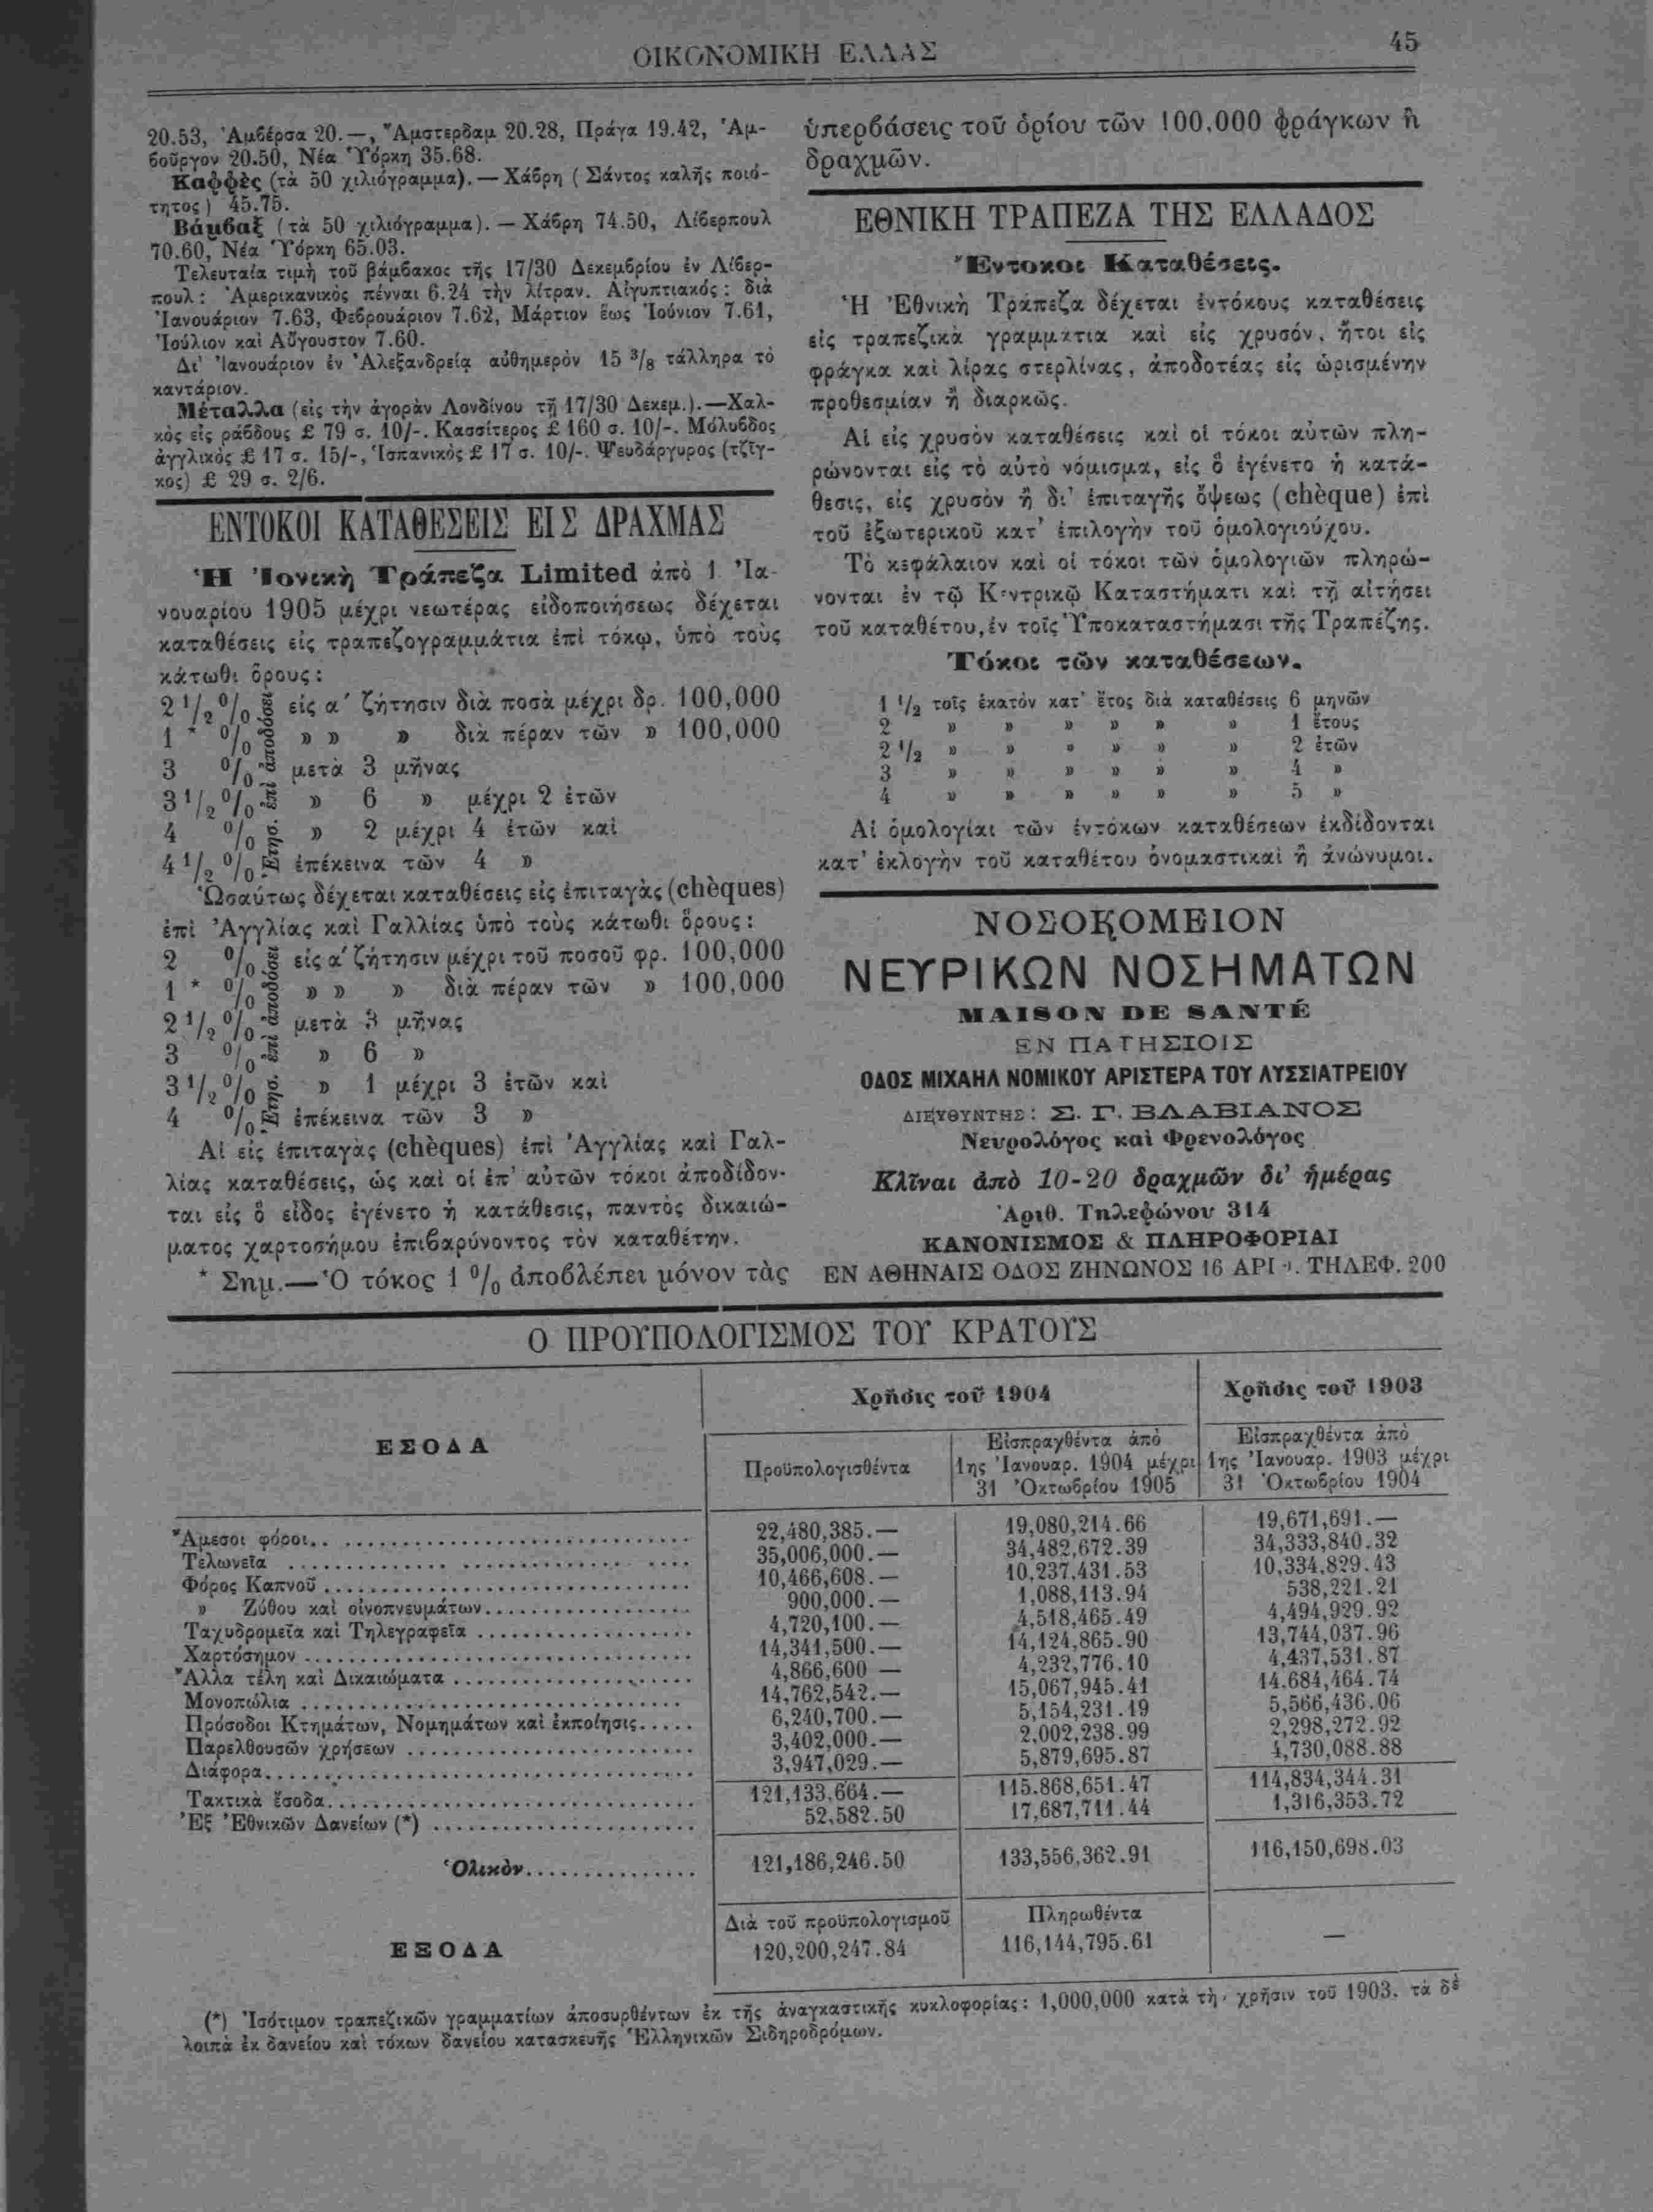 ΟΙΚΟΝΟΜΙΚΗ ΕΛΛΑΣ
45
20.53, Ἀμβέρσα 20.—, Ἄμστερδαμ 20.28, Πράγα 19.42, Ἀμ-
βοῦργον 20.50, Νέα Ὑόρκη 35.68.
Καφφὲς (τὰ 50 χιλιόγραμμα).—Χάβρη (Σάντος καλῆς ποιό-
τητος) 45.75.
Βάμβαξ (τὰ 50 χιλιόγραμμα). — Χάβρη 74.50, Λίβερπουλ
70.60, Νέα Ὑόρκη 65.03.
Τελευταία τιμὴ τοῦ βάμβακος τῆς 17/30 Δεκεμβρίου ἐν Λίβερ-
πουλ: Ἀμερικανικὸς πένναι 6.24 τὴν λίτραν. Αἰγυπτιακός: διὰ
Ἰανουάριον 7.63, Φεβρουάριον 7.62, Μάρτιον ἕως Ἰούνιον 7.61,
Ἰούλιον καὶ Αὔγουστον 7.60.
Δι' Ἰανουάριον ἐν Ἀλεξανδρείᾳ αὐθημερὸν 15 3/8 τάλληρα τὸ
καντάριον.
Μέταλλα (εἰς τὴν ἀγορὰν Λονδίνου τῇ 17/30 Δεκεμ.).—Χαλ-
κὸς εἰς ράβδους £ 79 σ. 10/-. Κασσίτερος £ 160 σ. 10/-. Μόλυβδος
ἀγγλικὸς £ 17 σ. 15/-, Ἰσπανικὸς £ 17 σ. 10/-. Ψευδάργυρος (τζίγ-
κος) £ 29 σ. 2/6.
ΕΝΤΟΚΟΙ ΚΑΤΑΘΕΣΕΙΣ ΕΙΣ ΔΡΑΧΜΑΣ
Ἡ Ἰονικὴ Τράπεζα Limited ἀπὸ 1 Ἰα-
νουαρίου 1905 μέχρι νεωτέρας εἰδοποιήσεως δέχεται
καταθέσεις εἰς τραπεζογραμμάτια ἐπὶ τόκῳ, ὑπὸ τοὺς
κάτωθι ὅρους:
Ἐτησ. ἐπὶ ἀποδόσει
2 1/2 0/0 εἰς α' ζήτησιν διὰ ποσὰ μέχρι δρ. 100,000
1 * 0/0 » » » διὰ πέραν τῶν » 100,000
3 0/0 μετὰ 3 μῆνας
3 1/2 0/0 » 6 » μέχρι 2 ἐτῶν
4 0/0 » 2 μέχρι 4 ἐτῶν καὶ
4 1/2 0/0 ἐπέκεινα τῶν 4 »
Ὡσαύτως δέχεται καταθέσεις εἰς ἐπιταγὰς (chèques)
ἐπὶ Ἀγγλίας καὶ Γαλλίας ὑπὸ τοὺς κάτωθι ὅρους:
Ἐτησ. ἐπὶ ἀποδόσει
2 0/0 εἰς α' ζήτησιν μέχρι τοῦ ποσοῦ φρ. 100,000
1 * 0/0 » » » διὰ πέραν τῶν » 100,000
2 1/2 0/0 μετὰ 3 μῆνας
3 0/0 » 6 »
3 1/2 0/0 » 1 μέχρι 3 ἐτῶν καὶ
4 0/0 ἐπέκεινα τῶν 3 »
Αἱ εἰς ἐπιταγὰς (chèques) ἐπὶ Ἀγγλίας καὶ Γαλ-
λίας καταθέσεις, ὡς καὶ οἱ ἐπ' αὐτῶν τόκοι ἀποδίδον-
ται εἰς ὃ εἶδος ἐγένετο ἡ κατάθεσις, παντὸς δικαιώ-
ματος χαρτοσήμου ἐπιβαρύνοντος τὸν καταθέτην.
* Σημ.—Ὁ τόκος 1 0/0 ἀποβλέπει μόνον τὰς
ὑπερβάσεις τοῦ ὁρίου τῶν 100.000 φράγκων ἢ
δραχμῶν.
ΕΘΝΙΚΗ ΤΡΑΠΕΖΑ ΤΗΣ ΕΛΛΑΔΟΣ
Ἔντοκοι Καταθέσεις.
Ἡ Ἐθνικὴ Τράπεζα δέχεται ἐντόκους καταθέσεις
εἰς τραπεζικὰ γραμμάτια καὶ εἰς χρυσόν, ἤτοι εἰς
φράγκα καὶ λίρας στερλίνας, ἀποδοτέας εἰς ὡρισμένην
προθεσμίαν ἢ διαρκῶς.
Αἱ εἰς χρυσὸν καταθέσεις καὶ οἱ τόκοι αὐτῶν πλη-
ρώνονται εἰς τὸ αὐτὸ νόμισμα, εἰς ὃ ἐγένετο ἡ κατά-
θεσις, εἰς χρυσὸν ἢ δι' ἐπιταγῆς ὄψεως (chèque) ἐπὶ
τοῦ ἐξωτερικοῦ κατ' ἐπιλογὴν τοῦ ὁμολογιούχου.
Τὸ κεφάλαιον καὶ οἱ τόκοι τῶν ὁμολογιῶν πληρώ-
νονται ἐν τῷ Κεντρικῷ Καταστήματι καὶ τῇ αἰτήσει
τοῦ καταθέτου, ἐν τοῖς Ὑποκαταστήμασι τῆς Τραπέζης.
Τόκοι τῶν καταθέσεων.
1 1/2 τοῖς ἑκατὸν κατ' ἔτος διὰ καταθέσεις 6 μηνῶν
2 » » » » » » 1 ἔτους
2 1/2 » » » » » » 2 ἐτῶν
3 » » » » » » 4 »
4 » » » » » » 5 »
Αἱ ὁμολογίαι τῶν ἐντόκων καταθέσεων ἐκδίδονται
κατ' ἐκλογὴν τοῦ καταθέτου ὀνομαστικαὶ ἢ ἀνώνυμοι.
ΝΟΣΟΚΟΜΕΙΟΝ
ΝΕΥΡΙΚΩΝ ΝΟΣΗΜΑΤΩΝ
MAISON DE SANTÉ
ΕΝ ΠΑΤΗΣΙΟΙΣ
ΟΔΟΣ ΜΙΧΑΗΛ ΝΟΜΙΚΟΥ ΑΡΙΣΤΕΡΑ ΤΟΥ ΛΥΣΣΙΑΤΡΕΙΟΥ
ΔΙΕΥΘΥΝΤΗΣ: Σ. Γ. ΒΛΑΒΙΑΝΟΣ
Νευρολόγος καὶ Φρενολόγος
Κλῖναι ἀπὸ 10-20 δραχμῶν δι' ἡμέρας
Ἀριθ. Τηλεφώνου 314
ΚΑΝΟΝΙΣΜΟΣ & ΠΛΗΡΟΦΟΡΙΑΙ
ΕΝ ΑΘΗΝΑΙΣ ΟΔΟΣ ΖΗΝΩΝΟΣ 16 ΤΗΛΕΦ. 200
Ο ΠΡΟΥΠΟΛΟΓΙΣΜΟΣ ΤΟΥ ΚΡΑΤΟΥΣ
ΕΣΟΔΑ
Χρῆσις τοῦ 1904
Χρῆσις τοῦ 1903
Προϋπολογισθέντα
Εἰσπραχθέντα ἀπὸ
1ης Ἰανουαρ. 1904 μέχρι
31 Ὀκτωβρίου 1905
Εἰσπραχθέντα ἀπὸ
1ης Ἰανουαρ. 1903 μέχρι
31 Ὀκτωβρίου 1904
Ἄμεσοι φόροι 22,480,385.— 19,080,214.66 19,671,691.—
Τελωνεῖα 35,006,000.— 34,482,672.39 34,333,840.32
Φόρος Καπνοῦ 10,466,608.— 10,237,431.53 10,334.829.43
» Ζύθου καὶ οἰνοπνευμάτων 900,000.— 1,088,113.94 538,221.21
Ταχυδρομεῖα καὶ Τηλεγραφεῖα 4,720,100.— 4,518,465.49 4,494,929.92
Χαρτόσημον 14,341,500.— 14,124,865.90 13,744,037.96
Ἄλλα τέλη καὶ Δικαιώματα 4,866,600 — 4,232,776.10 4,437,531.87
Μονοπώλια 14,762,542.— 15,067,945.41 14.684,464.74
Πρόσοδοι Κτημάτων, Νομημάτων καὶ ἐκποίησις 6,240,700.— 5,154,231.19 5,566,436.06
Παρελθουσῶν χρήσεων 3,402,000.— 2,002,238.99 2,298,272.92
Διάφορα 3,947,029.— 5,879,695.87 4,730,088.88
Τακτικὰ ἔσοδα 121,133,664.— 115.868,651.47 114,834,344.31
Ἐξ Ἐθνικῶν Δανείων (*) 52,582.50 17,687,711.44 1,316,353.72
Ὁλικὸν 121,186,246.50 133,556,362.91 116,150,698.03
ΕΞΟΔΑ
Διὰ τοῦ προϋπολογισμοῦ
120,200,247.84
Πληρωθέντα
116,144,795.61
—
(*) Ἰσότιμον τραπεζικῶν γραμματίων ἀποσυρθέντων ἐκ τῆς ἀναγκαστικῆς κυκλοφορίας: 1,000,000 κατὰ τὴν χρῆσιν τοῦ 1903, τὰ δὲ
λοιπὰ ἐκ δανείου καὶ τόκων δανείου κατασκευῆς Ἑλληνικῶν Σιδηροδρόμων.